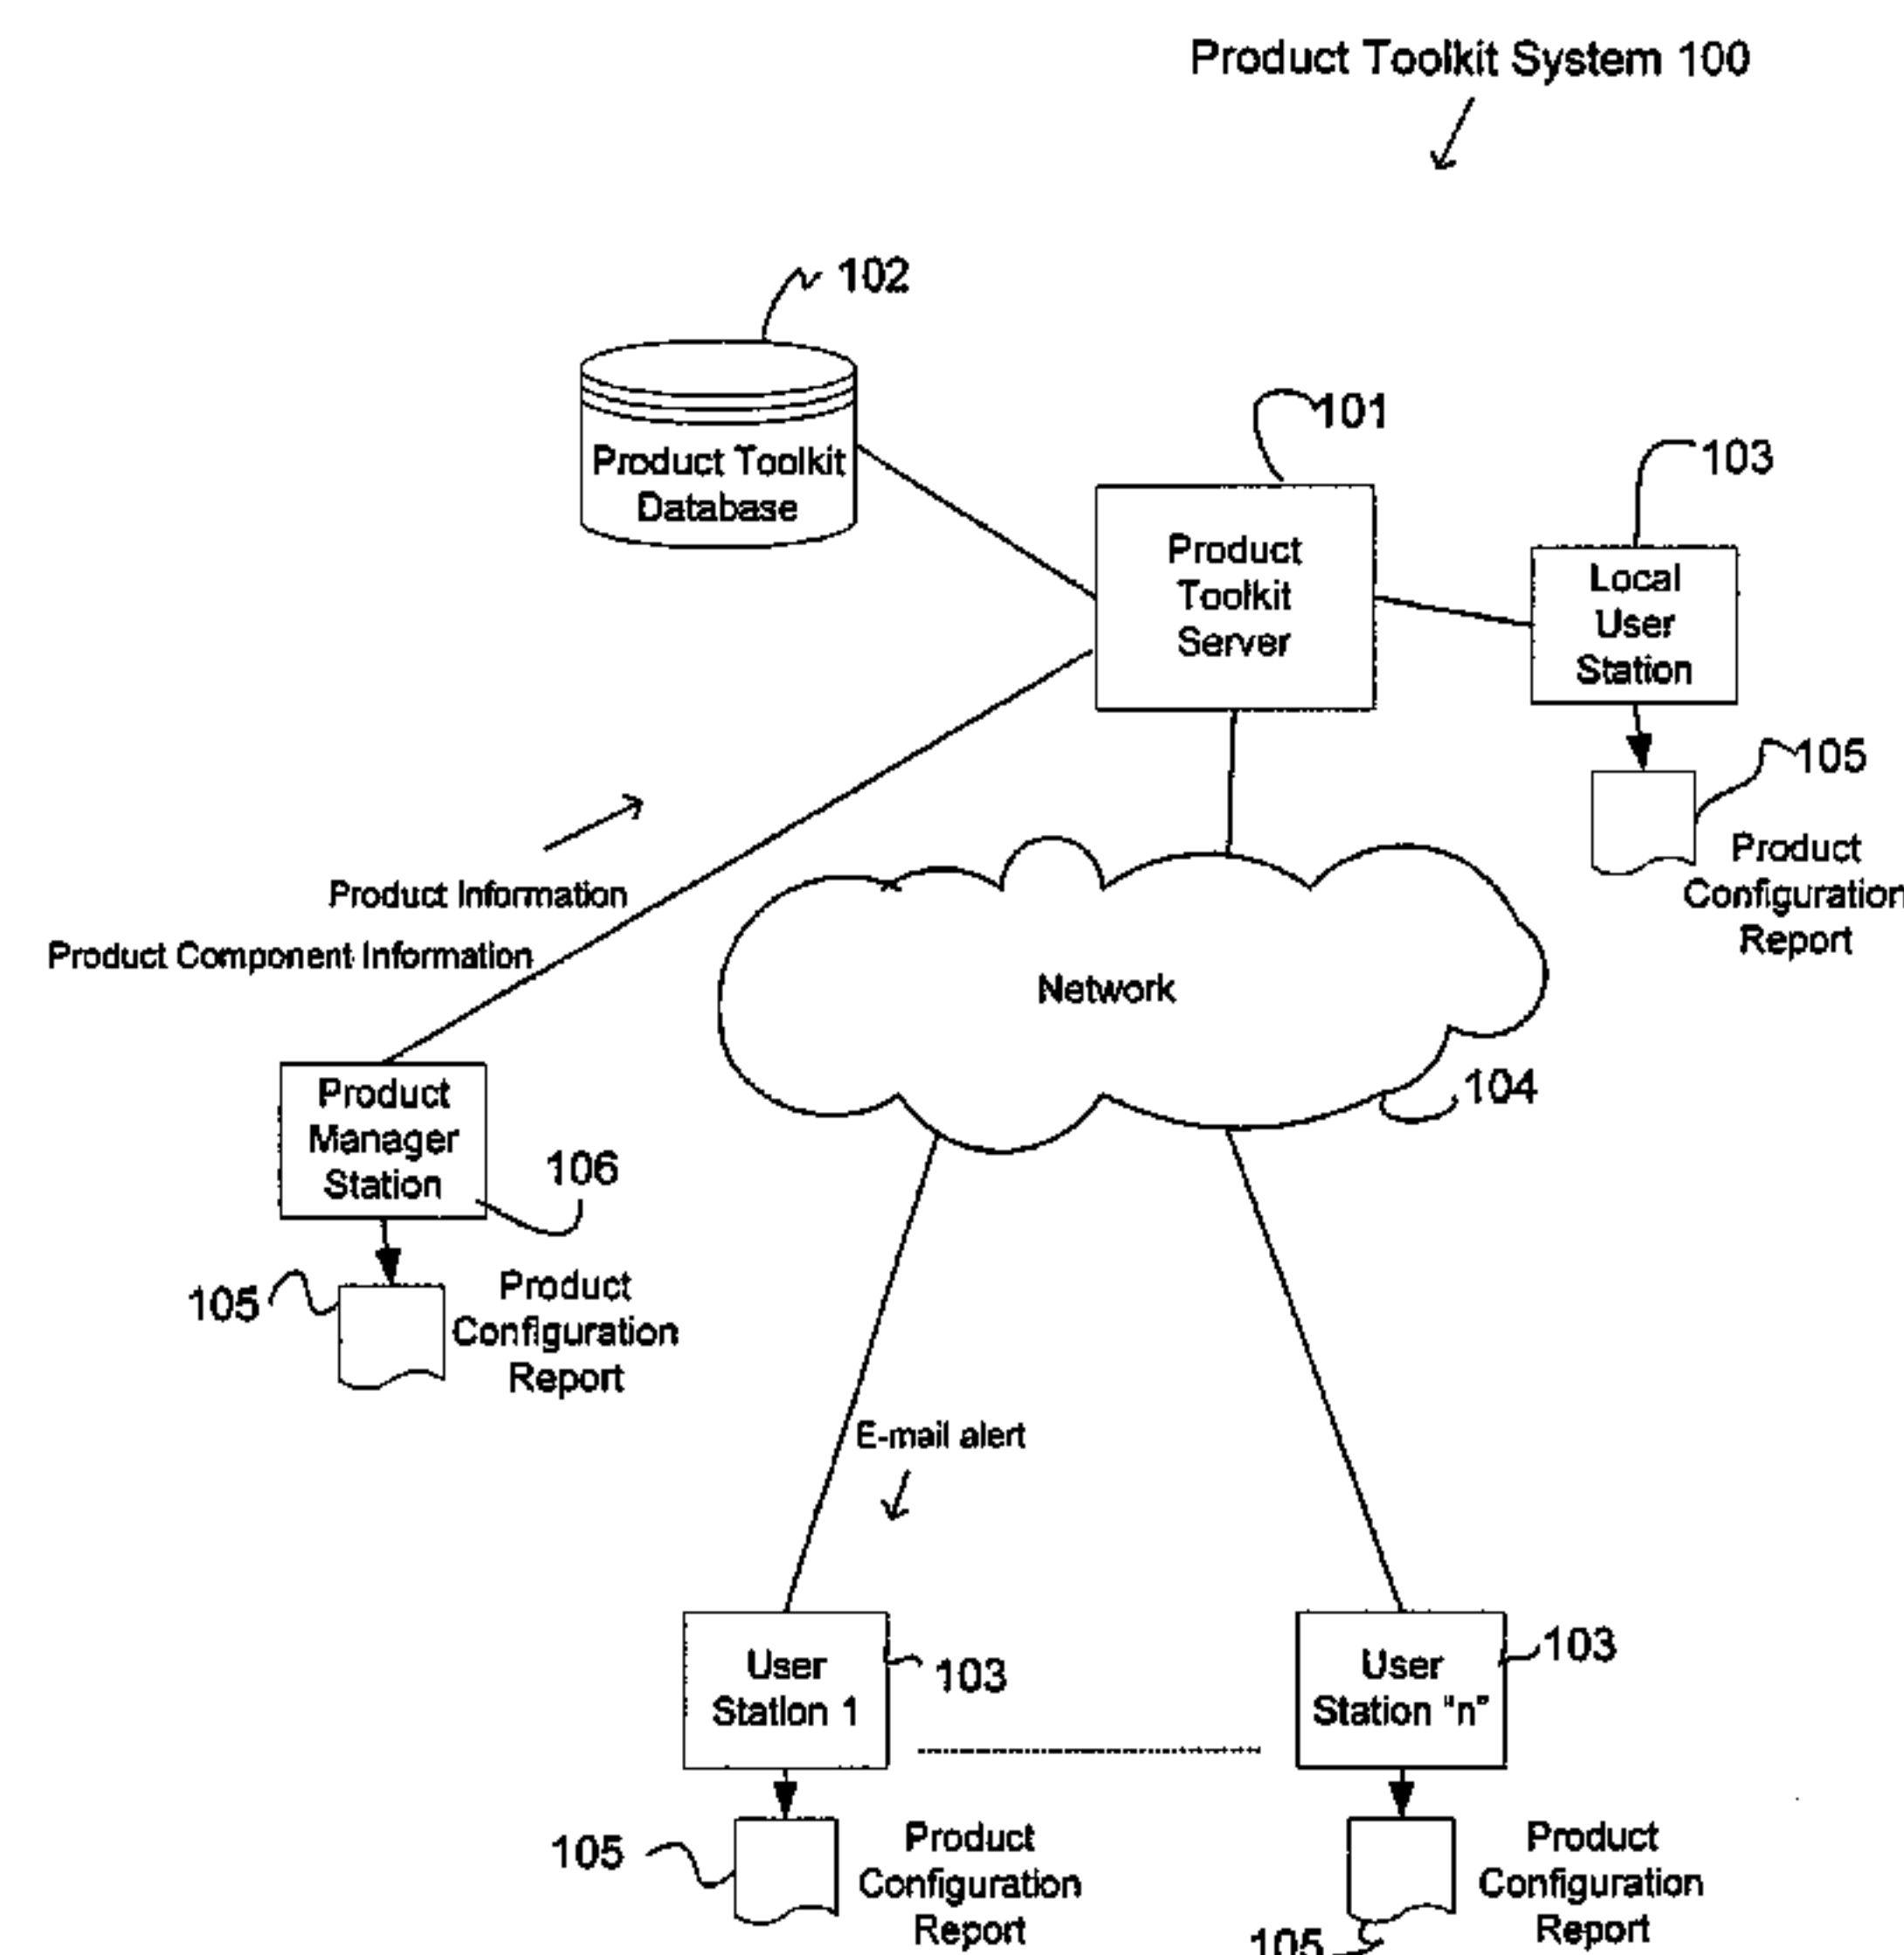 Product Toolkit System 100
102
Product Toolkit
Database
101
Product
Toolkit
Server
103
Local
User
Station
105
Product
Configuration
Report
Product Information
Product Component Information
Network
104
Product
Manager
Station
106
105
Product
Configuration
Report
E-mail alert
User
Station 1
103
User
Station "n"
103
105
Product
Configuration
Report
105
Product
Configuration
Report